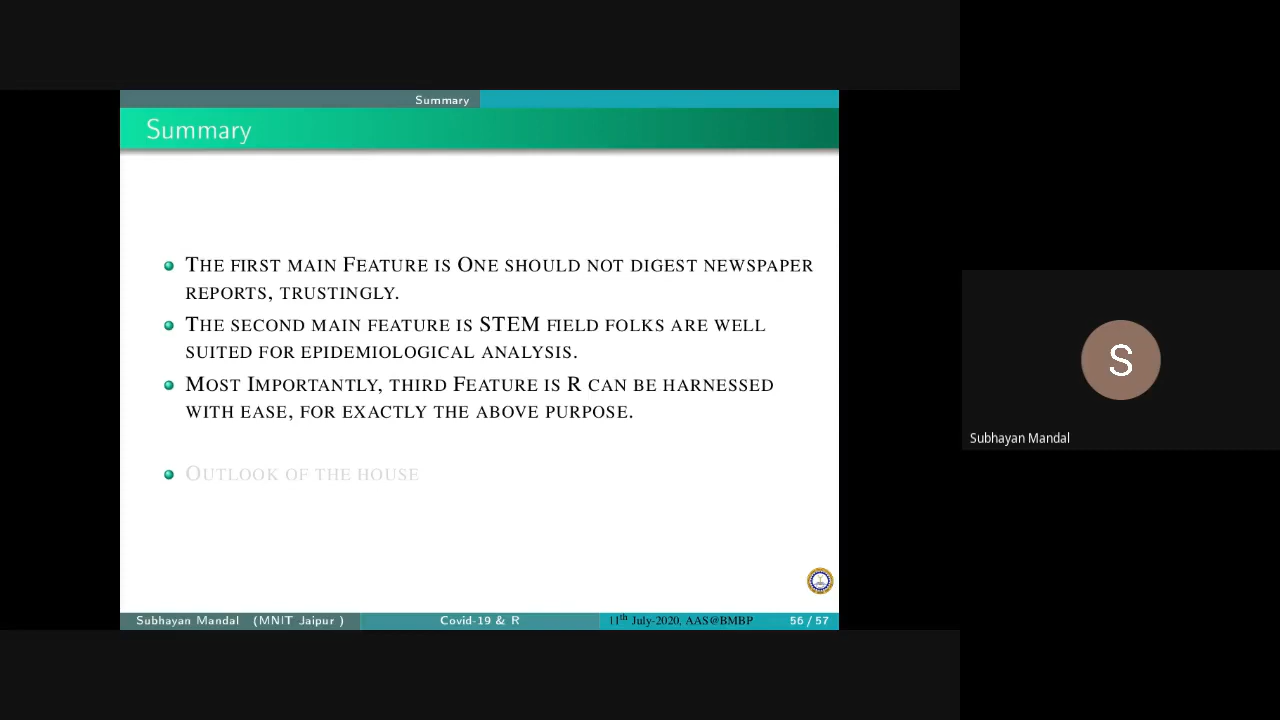 Summary
Summary
The first main Feature is One should not digest newspaper
reports, trustingly.
The second main feature is STEM field folks are well
suited for epidemiological analysis.
Most Importantly, third Feature is R can be harnessed
with ease, for exactly the above purpose.
Outlook of the house
Subhayan Mandal (MNIT Jaipur ) Covid-19 & R 11th July-2020, AAS@BMBP 56 / 57
S
Subhayan Mandal